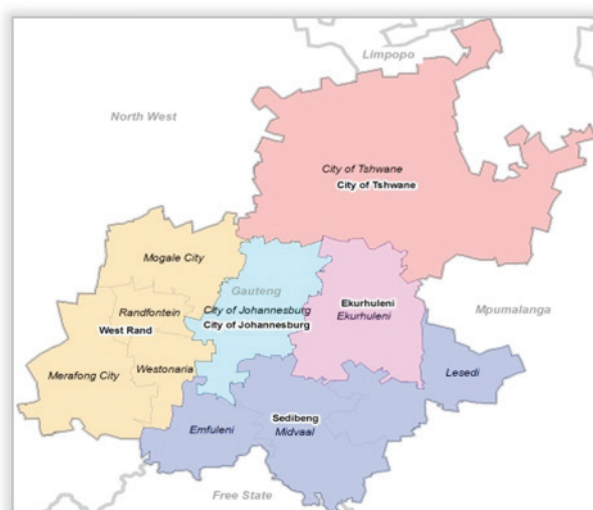 Limpopo
North West
City of Tshwane
City of Tshwane
Mogale City
Gauteng
Ekurhuleni
Ekurhuleni
Mpumalanga
Randfontein
City of Johannesburg
City of Johannesburg
West Rand
Merafong City
Westonaria
Lesedi
Sedibeng
Midvaal
Emfuleni
Free State